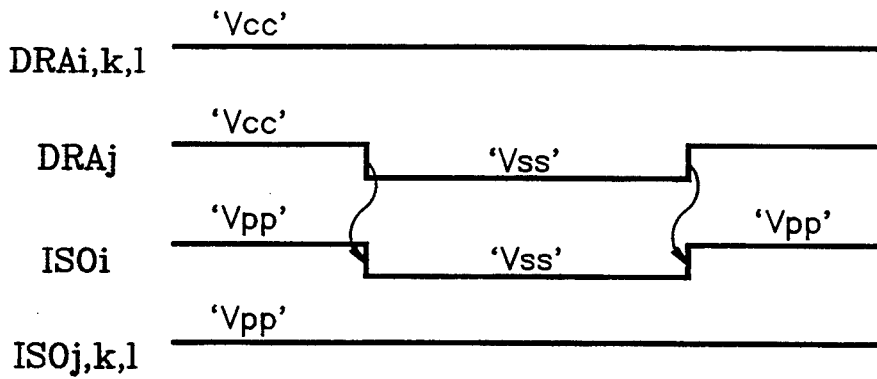 ‘Vcc’
DRAi,k,l
‘Vcc’
DRAj
‘Vss’
‘Vpp’ ‘Vpp’
ISOi
‘Vss’
‘Vpp’
ISOj,k,l